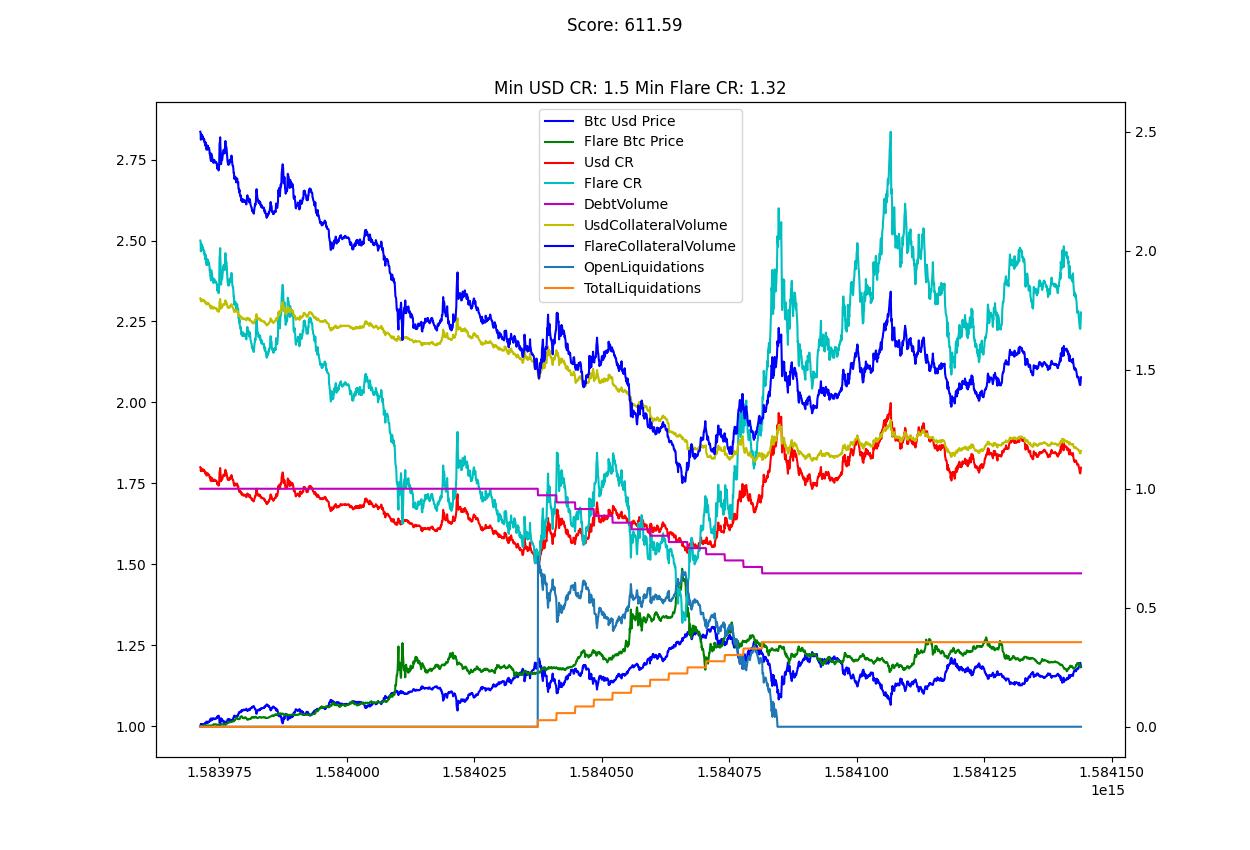 Score: 611.59
Min USD CR: 1.5 Min Flare CR: 1.32
Btc Usd Price
Flare Btc Price
Usd CR
Flare CR
DebtVolume
UsdCollateralVolume
FlareCollateralVolume
OpenLiquidations
TotalLiquidations
2.75
2.50
2.25
2.00
1.75
1.50
1.25
1.00
2.5
2.0
1.5
1.0
0.5
0.0
1.583975 1.584000 1.584025 1.584050 1.584075 1.584100 1.584125 1.584150
1e15